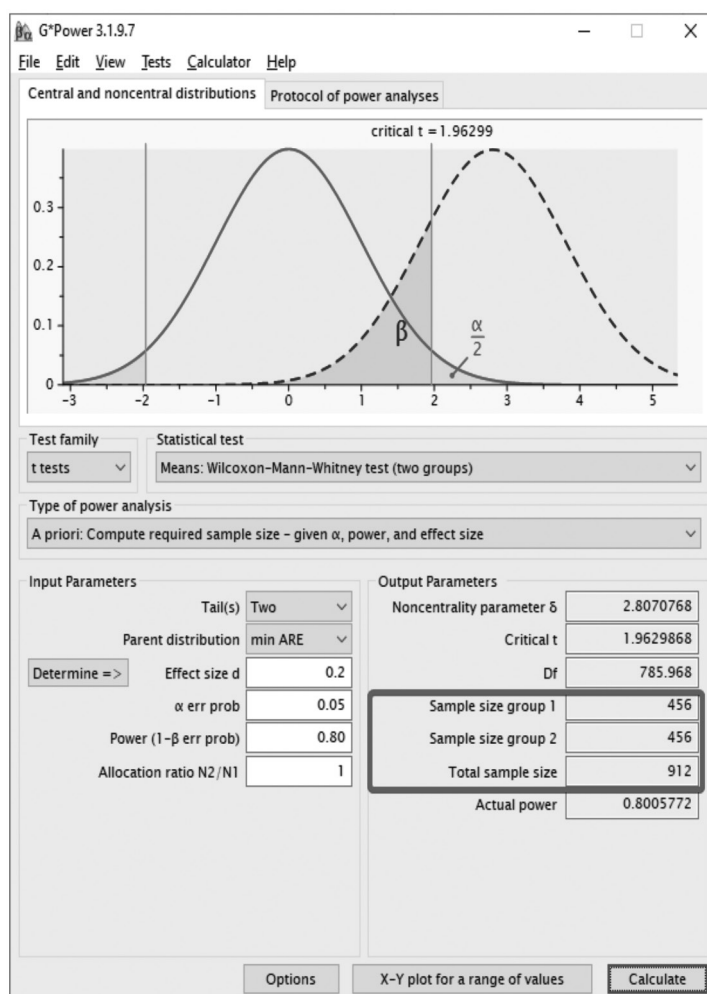 G*Power 3.1.9.7
File Edit View Tests Calculator Help
Central and noncentral distributions Protocol of power analyses
critical t = 1.96299
0.3
0.2
0.1
0
β
α
2
-3 -2 -1 0 1 2 3 4 5
Test family Statistical test
t tests Means: Wilcoxon-Mann-Whitney test (two groups)
Type of power analysis
A priori: Compute required sample size - given α, power, and effect size
Input Parameters Output Parameters
Tail(s) Two Noncentrality parameter δ 2.8070768
Parent distribution min ARE Critical t 1.9629868
Determine => Effect size d 0.2 Df 785.968
α err prob 0.05 Sample size group 1 456
Power (1-β err prob) 0.80 Sample size group 2 456
Allocation ratio N2/N1 1 Total sample size 912
Actual power 0.8005772
Options X-Y plot for a range of values Calculate